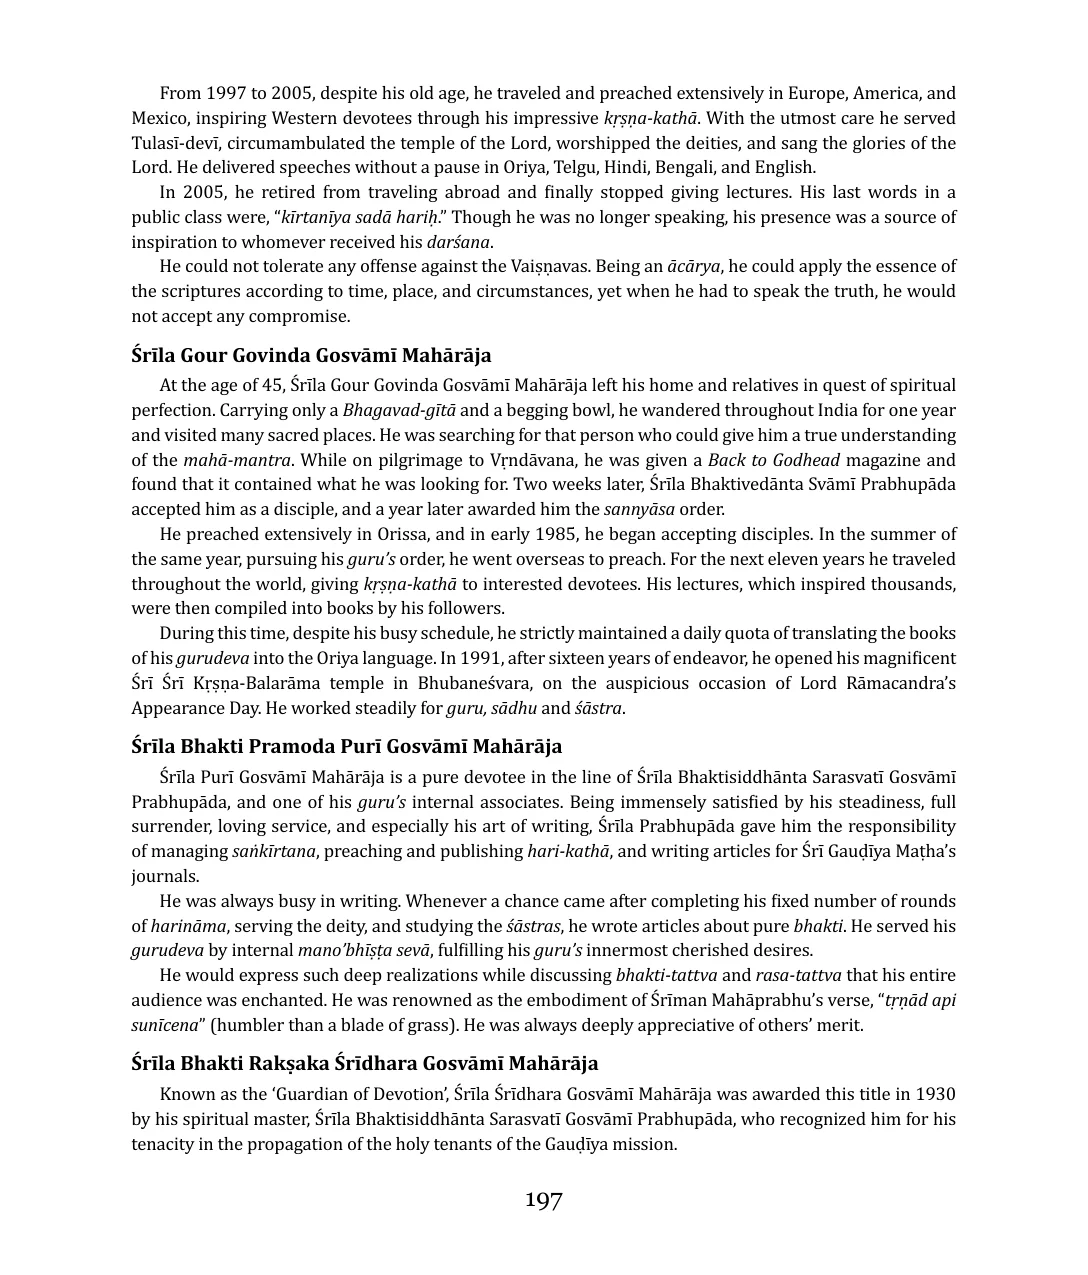 From 1997 to 2005, despite his old age, he traveled and preached extensively in Europe, America, and
Mexico, inspiring Western devotees through his impressive kṛṣṇa-kathā. With the utmost care he served
Tulasī-devī, circumambulated the temple of the Lord, worshipped the deities, and sang the glories of the
Lord. He delivered speeches without a pause in Oriya, Telgu, Hindi, Bengali, and English.
In 2005, he retired from traveling abroad and finally stopped giving lectures. His last words in a
public class were, “kīrtanīya sadā hariḥ.” Though he was no longer speaking, his presence was a source of
inspiration to whomever received his darśana.
He could not tolerate any offense against the Vaiṣṇavas. Being an ācārya, he could apply the essence of
the scriptures according to time, place, and circumstances, yet when he had to speak the truth, he would
not accept any compromise.
Śrīla Gour Govinda Gosvāmī Mahārāja
At the age of 45, Śrīla Gour Govinda Gosvāmī Mahārāja left his home and relatives in quest of spiritual
perfection. Carrying only a Bhagavad-gītā and a begging bowl, he wandered throughout India for one year
and visited many sacred places. He was searching for that person who could give him a true understanding
of the mahā-mantra. While on pilgrimage to Vṛndāvana, he was given a Back to Godhead magazine and
found that it contained what he was looking for. Two weeks later, Śrīla Bhaktivedānta Svāmī Prabhupāda
accepted him as a disciple, and a year later awarded him the sannyāsa order.
He preached extensively in Orissa, and in early 1985, he began accepting disciples. In the summer of
the same year, pursuing his guru’s order, he went overseas to preach. For the next eleven years he traveled
throughout the world, giving kṛṣṇa-kathā to interested devotees. His lectures, which inspired thousands,
were then compiled into books by his followers.
During this time, despite his busy schedule, he strictly maintained a daily quota of translating the books
of his gurudeva into the Oriya language. In 1991, after sixteen years of endeavor, he opened his magnificent
Śrī Śrī Kṛṣṇa-Balarāma temple in Bhubaneśvara, on the auspicious occasion of Lord Rāmacandra’s
Appearance Day. He worked steadily for guru, sādhu and śāstra.
Śrīla Bhakti Pramoda Purī Gosvāmī Mahārāja
Śrīla Purī Gosvāmī Mahārāja is a pure devotee in the line of Śrīla Bhaktisiddhānta Sarasvatī Gosvāmī
Prabhupāda, and one of his guru’s internal associates. Being immensely satisfied by his steadiness, full
surrender, loving service, and especially his art of writing, Śrīla Prabhupāda gave him the responsibility
of managing saṅkīrtana, preaching and publishing hari-kathā, and writing articles for Śrī Gauḍīya Maṭha’s
journals.
He was always busy in writing. Whenever a chance came after completing his fixed number of rounds
of harināma, serving the deity, and studying the śāstras, he wrote articles about pure bhakti. He served his
gurudeva by internal mano’bhīṣṭa sevā, fulfilling his guru’s innermost cherished desires.
He would express such deep realizations while discussing bhakti-tattva and rasa-tattva that his entire
audience was enchanted. He was renowned as the embodiment of Śrīman Mahāprabhu’s verse, “tṛṇād api
sunīcena” (humbler than a blade of grass). He was always deeply appreciative of others’ merit.
Śrīla Bhakti Rakṣaka Śrīdhara Gosvāmī Mahārāja
Known as the ‘Guardian of Devotion’, Śrīla Śrīdhara Gosvāmī Mahārāja was awarded this title in 1930
by his spiritual master, Śrīla Bhaktisiddhānta Sarasvatī Gosvāmī Prabhupāda, who recognized him for his
tenacity in the propagation of the holy tenants of the Gauḍīya mission.
197